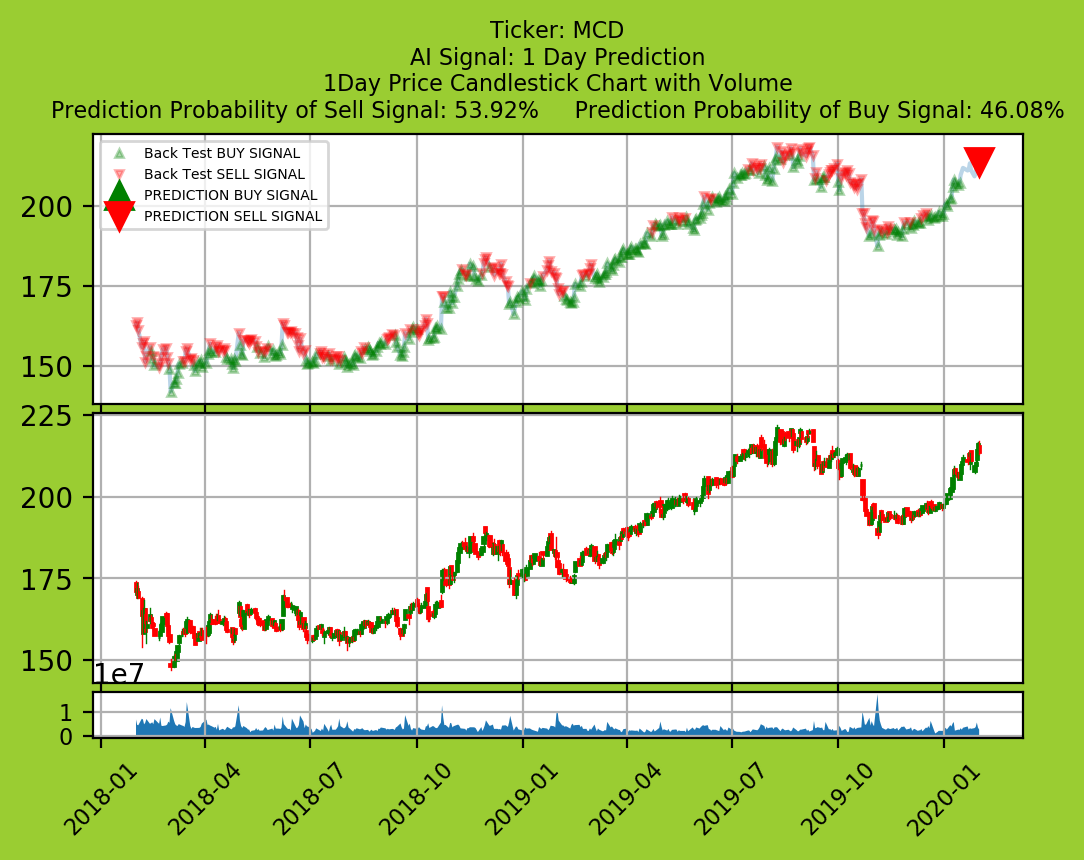 Ticker: MCD
AI Signal: 1 Day Prediction
1Day Price Candlestick Chart with Volume
Prediction Probability of Sell Signal: 53.92% Prediction Probability of Buy Signal: 46.08%
Back Test BUY SIGNAL
Back Test SELL SIGNAL
PREDICTION BUY SIGNAL
PREDICTION SELL SIGNAL
200
175
150
225
200
175
150
1e7
1
0
2018-01 2018-04 2018-07 2018-10 2019-01 2019-04 2019-07 2019-10 2020-01